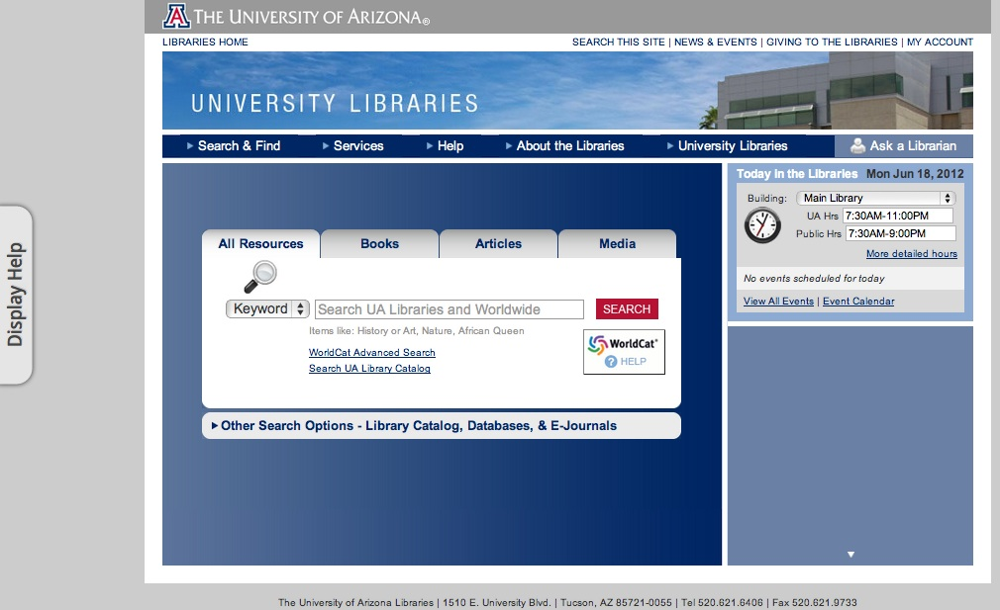 THE UNIVERSITY OF ARIZONA®
LIBRARIES HOME
SEARCH THIS SITE | NEWS & EVENTS | GIVING TO THE LIBRARIES | MY ACCOUNT
UNIVERSITY LIBRARIES
Search & Find Services Help About the Libraries University Libraries Ask a Librarian
Display Help
All Resources Books Articles Media
Keyword Search UA Libraries and Worldwide SEARCH
Items like: History or Art, Nature, African Queen
WorldCat Advanced Search
Search UA Library Catalog
WorldCat®
? HELP
Other Search Options - Library Catalog, Databases, & E-Journals
Today in the Libraries Mon Jun 18, 2012
Building: Main Library
UA Hrs 7:30AM-11:00PM
Public Hrs 7:30AM-9:00PM
More detailed hours
No events scheduled for today
View All Events | Event Calendar
The University of Arizona Libraries | 1510 E. University Blvd. | Tucson, AZ 85721-0055 | Tel 520.621.6406 | Fax 520.621.9733